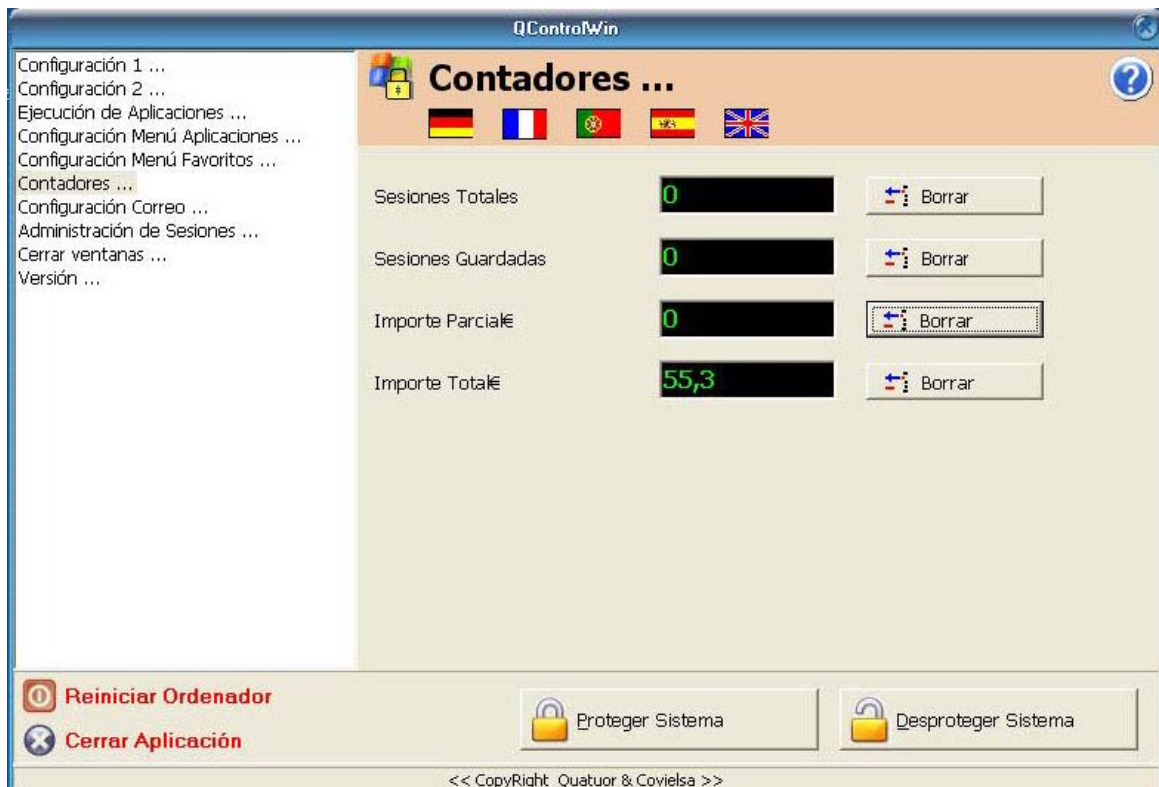 QControlWin
Configuración 1 ...
Configuración 2 ...
Ejecución de Aplicaciones ...
Configuración Menú Aplicaciones ...
Configuración Menú Favoritos ...
Contadores ...
Configuración Correo ...
Administración de Sesiones ...
Cerrar ventanas ...
Versión ...
Contadores ...
Sesiones Totales 0 Borrar
Sesiones Guardadas 0 Borrar
Importe Parcial€ 0 Borrar
Importe Total€ 55,3 Borrar
Reiniciar Ordenador
Cerrar Aplicación
Proteger Sistema
Desproteger Sistema
<< CopyRight Quatuor & Covielsa >>